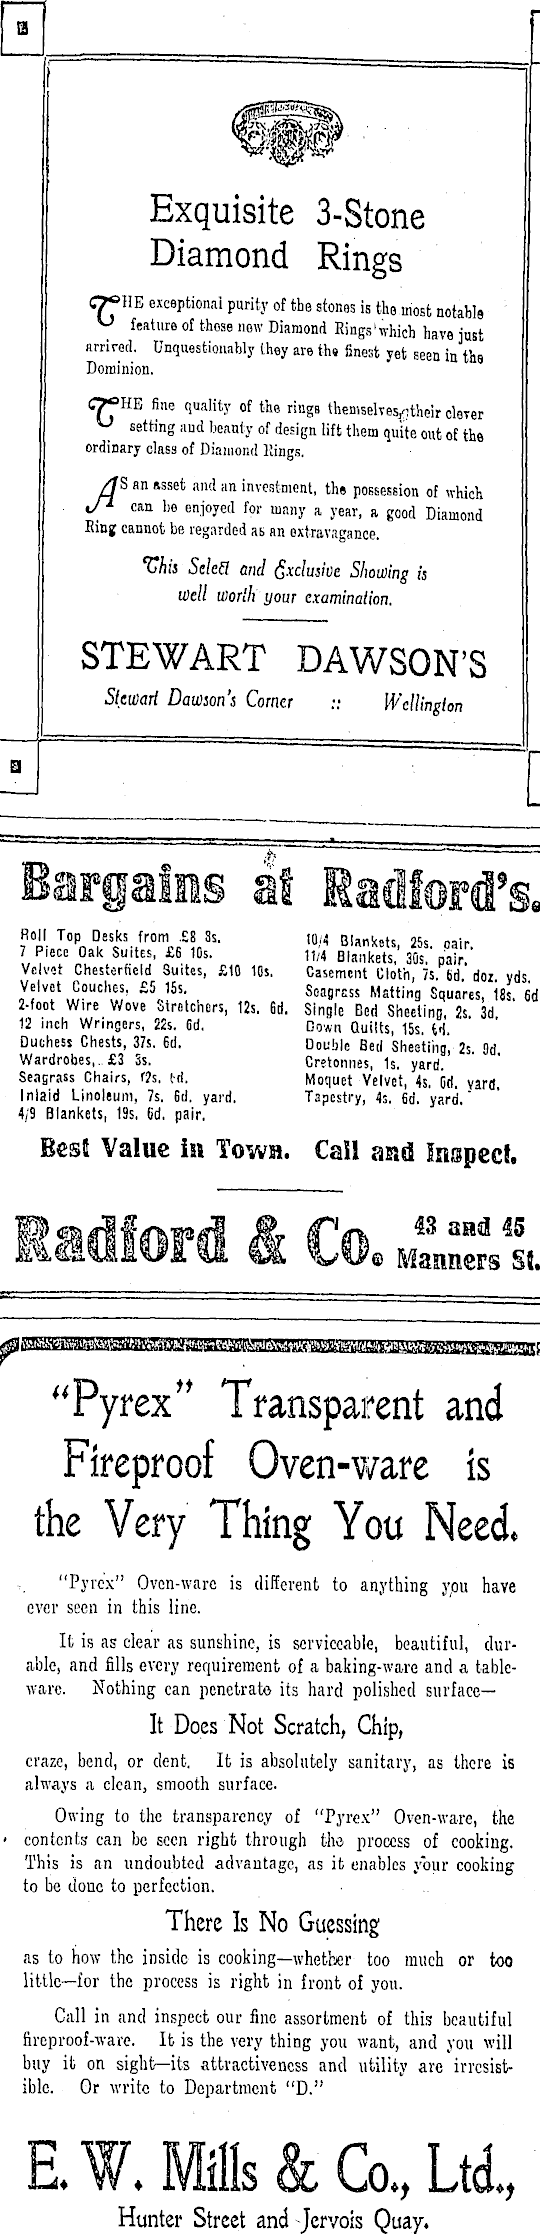 Exquisite 3-Stone
Diamond Rings
THE exceptional purity of the stones is the most notable
feature of these new Diamond Rings which have just
arrived. Unquestionably they are the finest yet seen in the
Dominion.
THE fine quality of the rings themselves, their clever
setting and beauty of design lift them quite out of the
ordinary class of Diamond Rings.
AS an asset and an investment, the possession of which
can be enjoyed for many a year, a good Diamond
Ring cannot be regarded as an extravagance.
This Select and Exclusive Showing is
well worth your examination.
STEWART DAWSON'S
Stewart Dawson's Corner :: Wellington
Bargains at Radford's.
Roll Top Desks from £8 8s.
7 Piece Oak Suites, £6 10s.
Velvet Chesterfield Suites, £10 10s.
Velvet Couches, £5 15s.
2-foot Wire Wove Stretchers, 12s. 6d.
12 inch Wringers, 22s. 6d.
Duchess Chests, 37s. 6d.
Wardrobes, £3 3s.
Seagrass Chairs,
Inlaid Linoleum, 7s. 6d. yard.
4/9 Blankets, 19s. 6d. pair.
10/4 Blankets, 25s. pair.
11/4 Blankets, 30s. pair.
Casement Cloth, 7s. 6d. doz. yds.
Seagrass Matting Squares, 18s. 6d
Single Bed Sheeting, 2s. 3d.
Down Quilts, 15s.
Double Bed Sheeting, 2s. 9d.
Cretonnes, 1s. yard.
Moquet Velvet, 4s. 6d. yard.
Tapestry, 4s. 6d. yard.
Best Value in Town. Call and Inspect.
Radford & Co. 43 and 45
Manners St.
"Pyrex" Transparent and
Fireproof Oven-ware is
the Very Thing You Need.
"Pyrex" Oven-ware is different to anything you have
ever seen in this line.
It is as clear as sunshine, is serviceable, beautiful, dur-
able, and fills every requirement of a baking-ware and a table-
ware. Nothing can penetrate its hard polished surface—
It Does Not Scratch, Chip,
craze, bend, or dent. It is absolutely sanitary, as there is
always a clean, smooth surface.
Owing to the transparency of "Pyrex" Oven-ware, the
contents can be seen right through the process of cooking.
This is an undoubted advantage, as it enables your cooking
to be done to perfection.
There Is No Guessing
as to how the inside is cooking—whether too much or too
little—for the process is right in front of you.
Call in and inspect our fine assortment of this beautiful
fireproof-ware. It is the very thing you want, and you will
buy it on sight—its attractiveness and utility are irresist-
ible. Or write to Department "D."
E. W. Mills & Co., Ltd.,
Hunter Street and Jervois Quay.